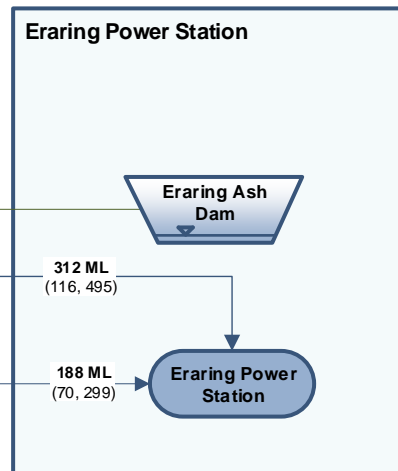 Eraring Power Station
Eraring Ash
Dam
312 ML
(116, 495)
188 ML
(70, 299)
Eraring Power
Station